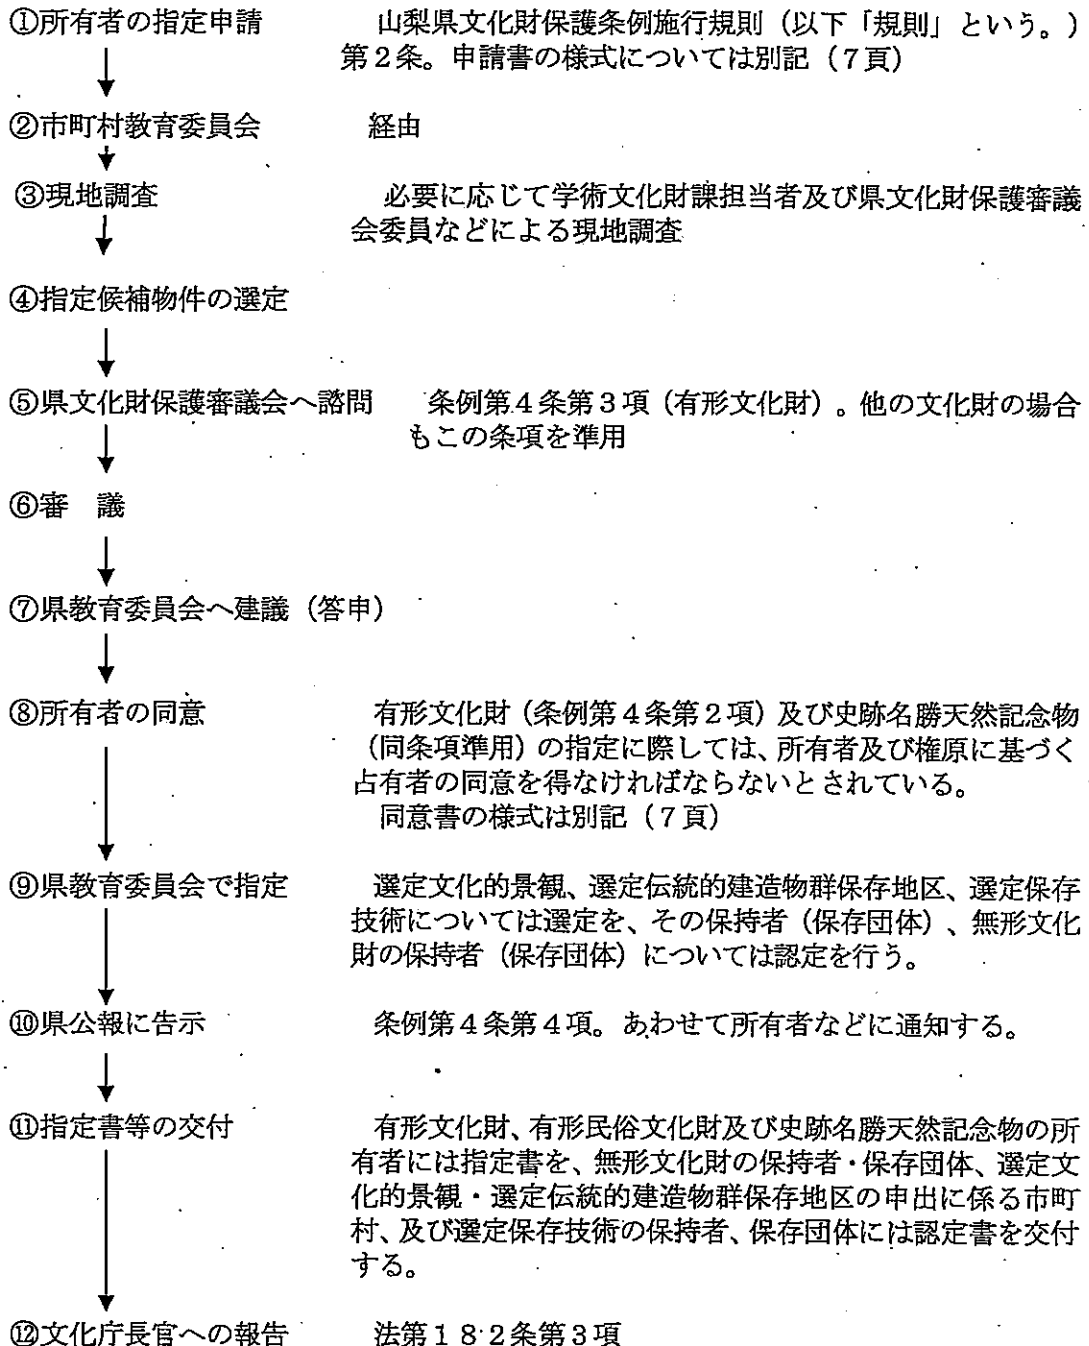 ①所有者の指定申請　　山梨県文化財保護条例施行規則（以下「規則」という。）
第２条。申請書の様式については別記（７頁）
②市町村教育委員会　　経由
③現地調査　　必要に応じて学術文化財課担当者及び県文化財保護審議
会委員などによる現地調査
④指定候補物件の選定
⑤県文化財保護審議会へ諮問　　条例第４条第３項（有形文化財）。他の文化財の場合
もこの条項を準用
⑥審　議
⑦県教育委員会へ建議（答申）
⑧所有者の同意　　有形文化財（条例第４条第２項）及び史跡名勝天然記念物
（同条項準用）の指定に際しては、所有者及び権原に基づく
占有者の同意を得なければならないとされている。
同意書の様式は別記（７頁）
⑨県教育委員会で指定　　選定文化的景観、選定伝統的建造物群保存地区、選定保存
技術については選定を、その保持者（保存団体）、無形文化
財の保持者（保存団体）については認定を行う。
⑩県公報に告示　　条例第４条第４項。あわせて所有者などに通知する。
⑪指定書等の交付　　有形文化財、有形民俗文化財及び史跡名勝天然記念物の所
有者には指定書を、無形文化財の保持者・保存団体、選定文
化的景観・選定伝統的建造物群保存地区の申出に係る市町
村、及び選定保存技術の保持者、保存団体には認定書を交付
する。
⑫文化庁長官への報告　　法第１８２条第３項